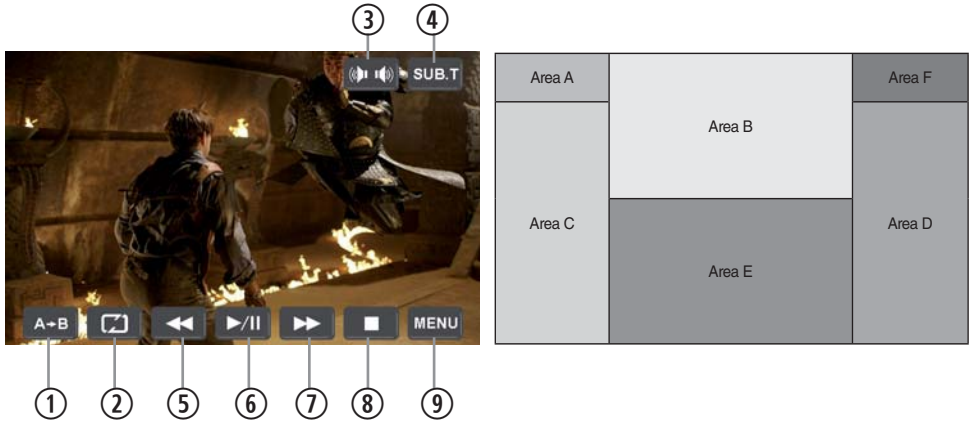 ③ ④
SUB.T
A→B
MENU
① ② ⑤ ⑥ ⑦ ⑧ ⑨
Area A
Area B
Area F
Area C
Area D
Area E